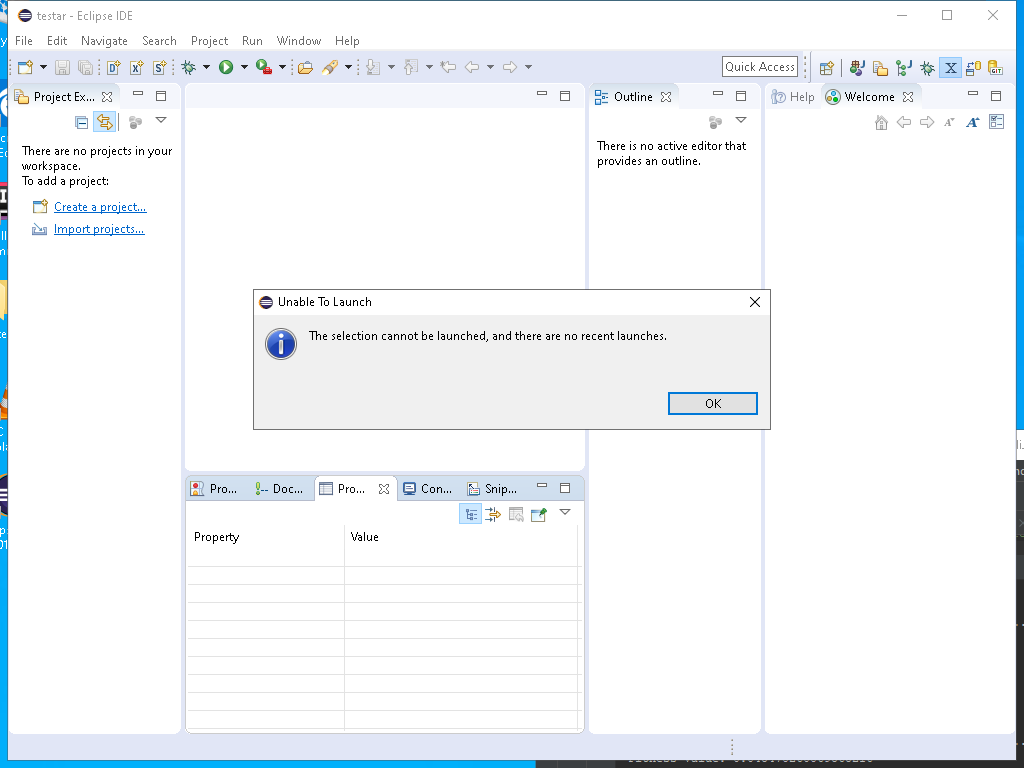 testar - Eclipse IDE
File Edit Navigate Search Project Run Window Help
Quick Access
Project Ex...
Outline
Help
Welcome
There are no projects in your
workspace.
To add a project:
Create a project...
Import projects...
There is no active editor that
provides an outline.
Unable To Launch
The selection cannot be launched, and there are no recent launches.
OK
Pro...
Doc...
Pro...
Con...
Snip...
Property Value